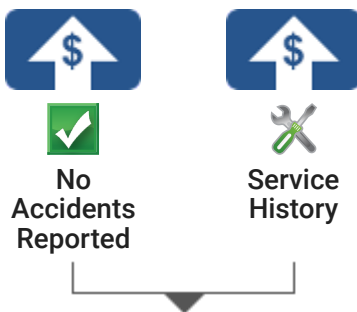 $
$
No
Accidents
Reported
Service
History